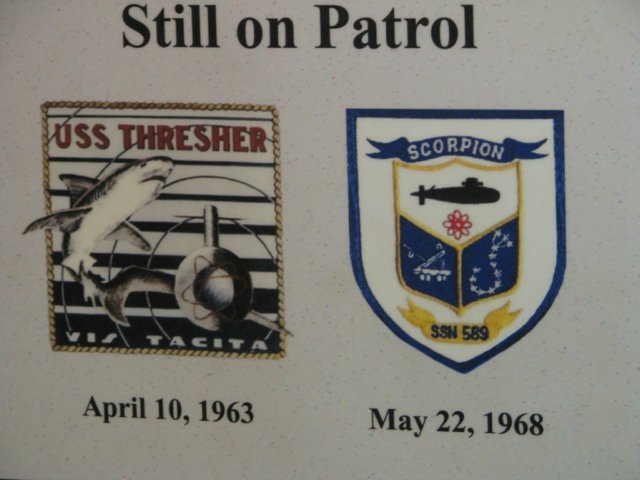 Still on Patrol
USS THRESHER
VIS TACITA
April 10, 1963
SCORPION
SSN 589
May 22, 1968